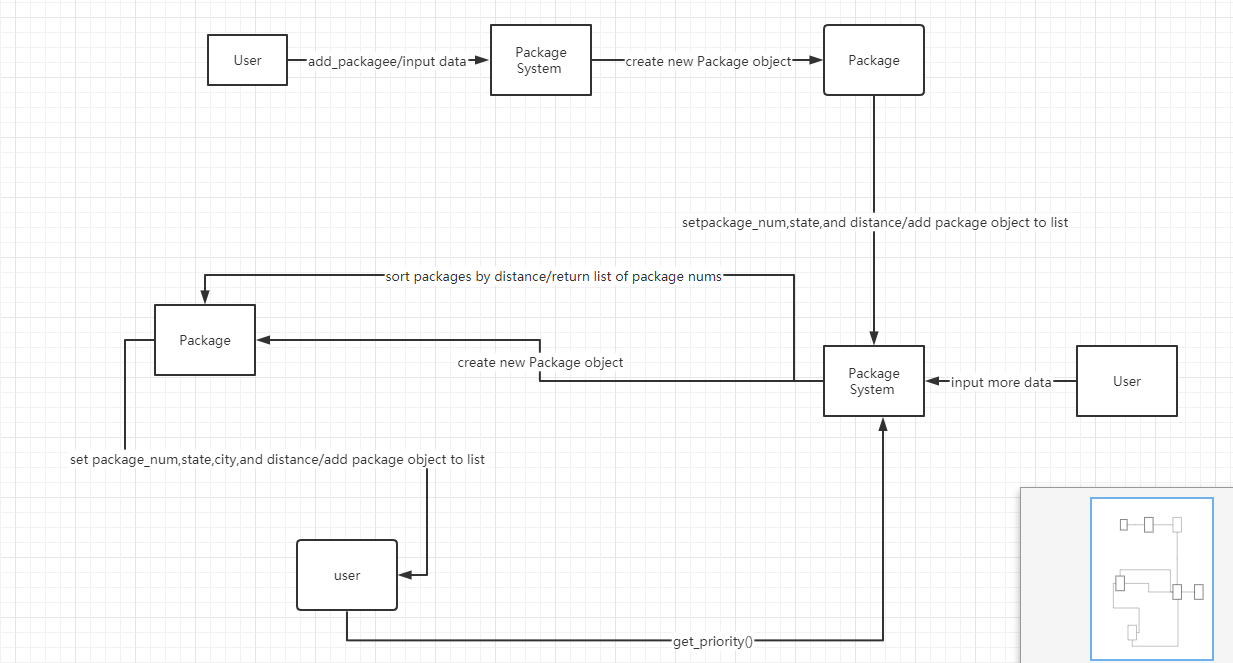 User
add_packagee/input data
Package
System
create new Package object
Package
setpackage_num,state,and distance/add package object to list
sort packages by distance/return list of package nums
Package
create new Package object
Package
System
input more data
User
set package_num,state,city,and distance/add package object to list
user
get_priority()